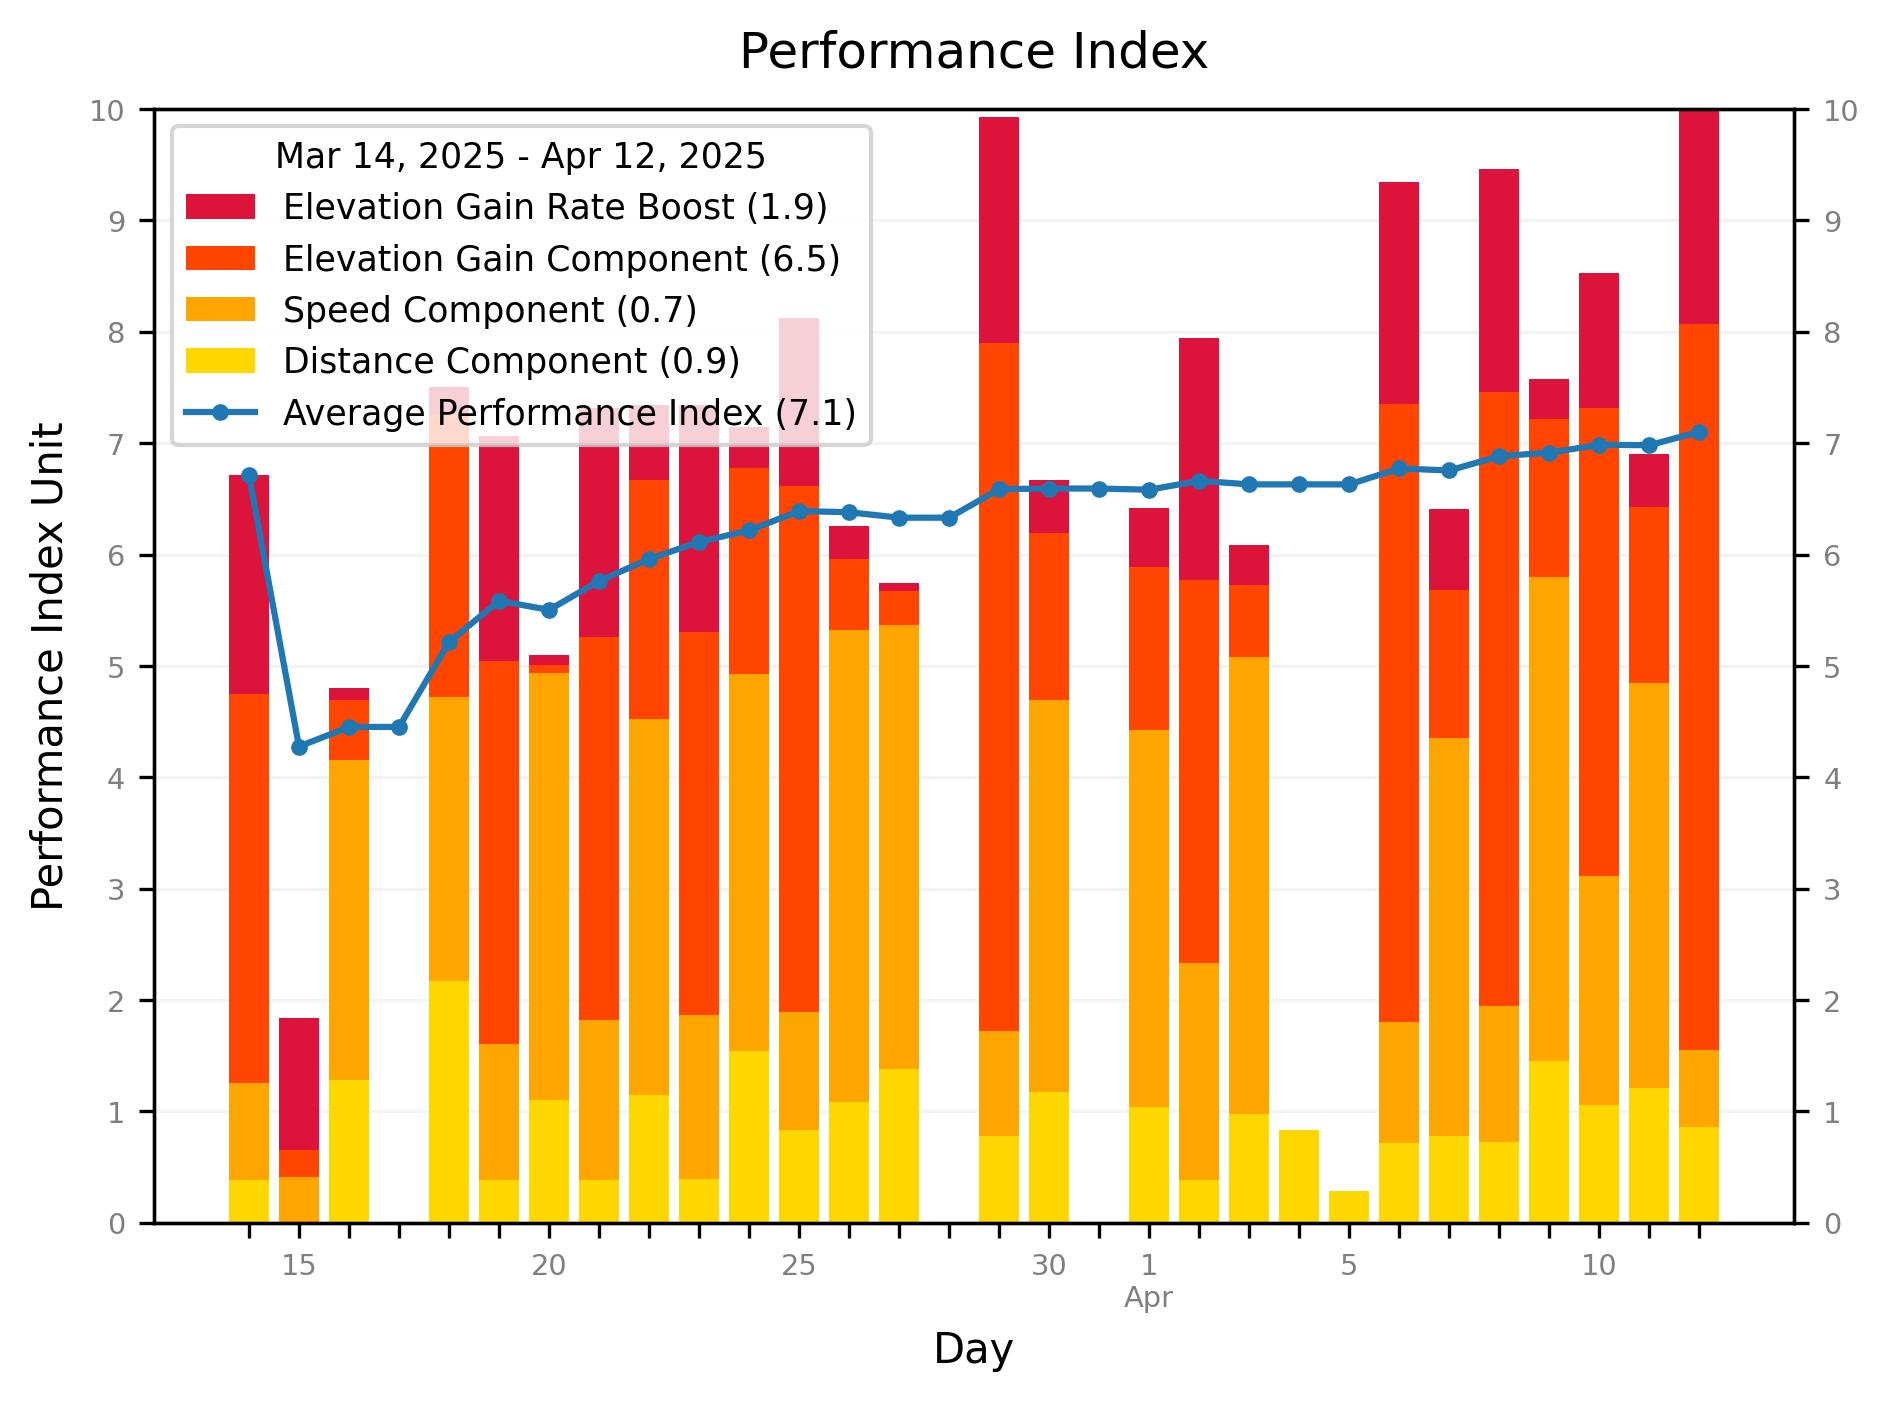 Performance Index
Mar 14, 2025 - Apr 12, 2025
Elevation Gain Rate Boost (1.9)
Elevation Gain Component (6.5)
Speed Component (0.7)
Distance Component (0.9)
Average Performance Index (7.1)
Performance Index Unit
10
9
8
7
6
5
4
3
2
1
0
10
9
8
7
6
5
4
3
2
1
0
15 20 25 30 1 5 10
Apr
Day